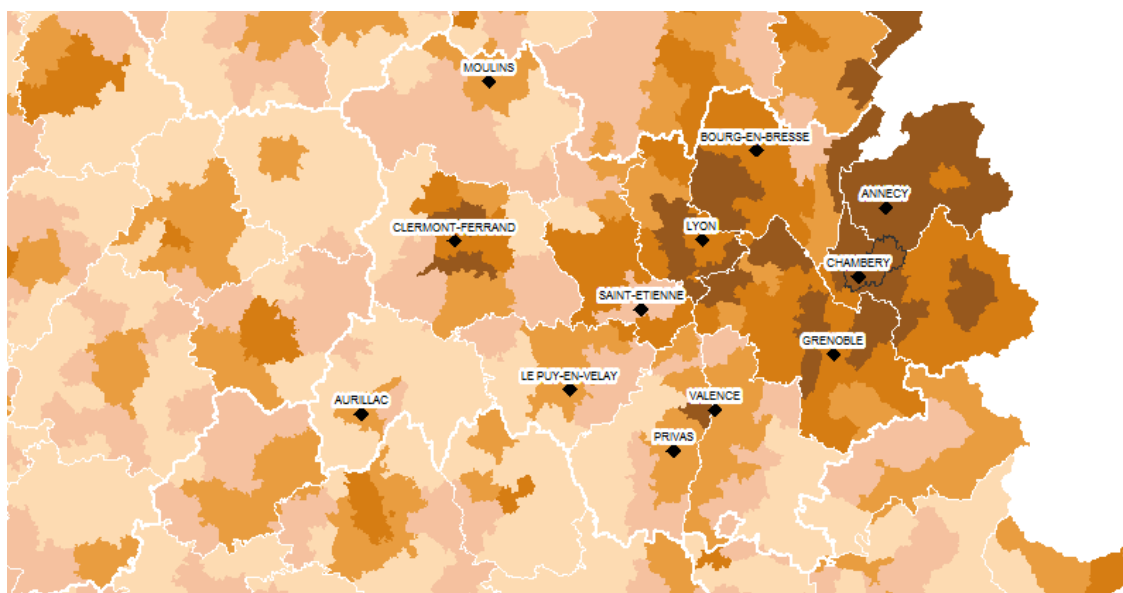 MOULINS
BOURG-EN-BRESSE
ANNECY
CLERMONT-FERRAND
LYON
CHAMBERY
SAINT-ETIENNE
GRENOBLE
LE PUY-EN-VELAY
AURILLAC
VALENCE
PRIVAS